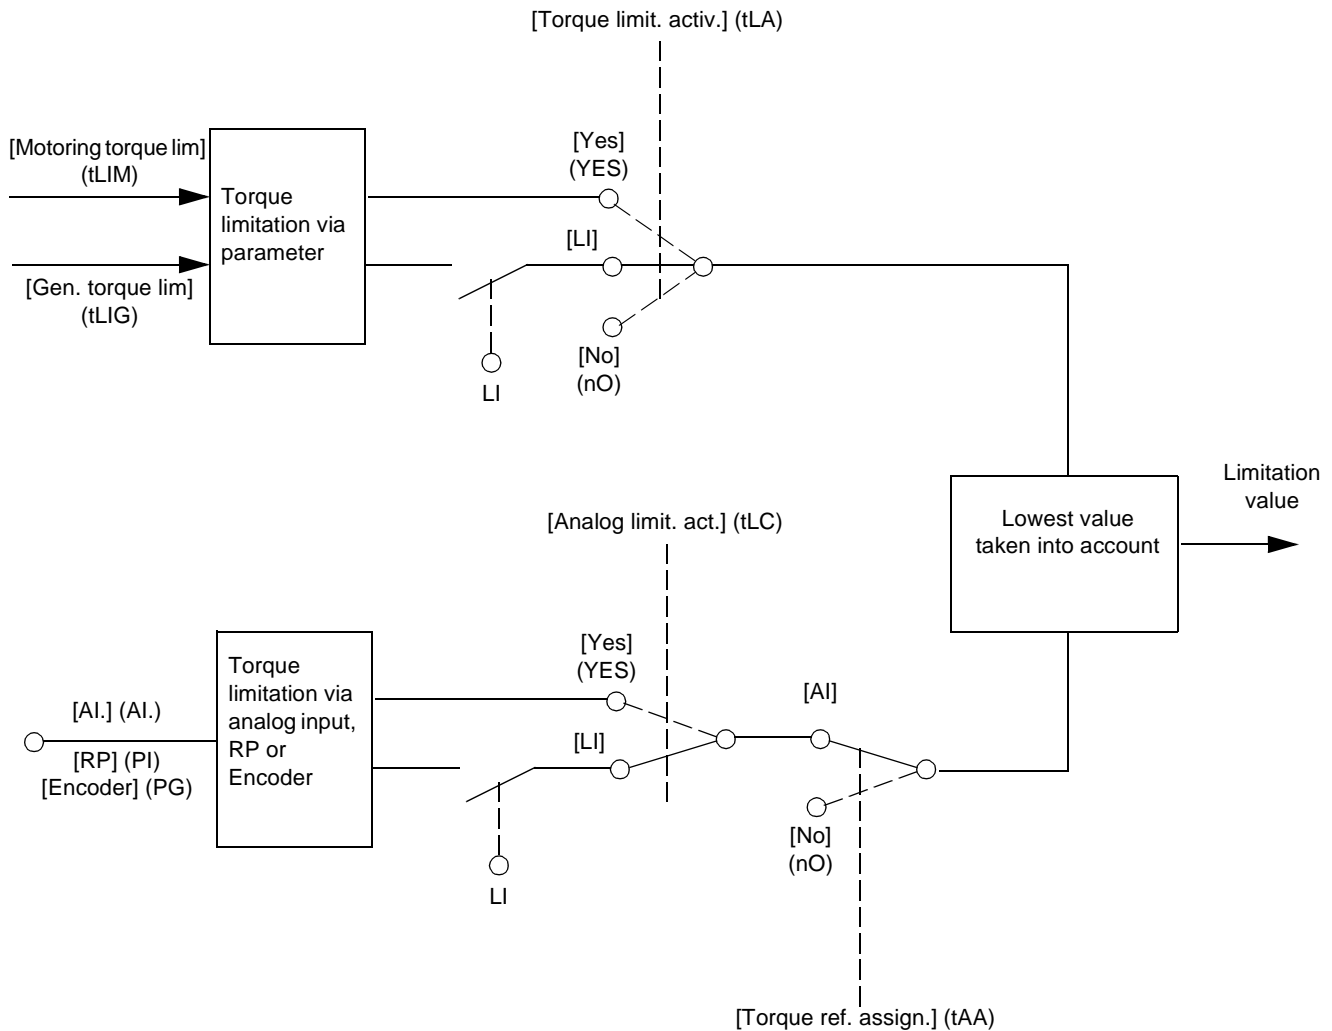 [Torque limit. activ.] (tLA)
[Motoring torque lim]
(tLIM)
[Gen. torque lim]
(tLIG)
Torque
limitation via
parameter
[Yes]
(YES)
[LI]
[No]
(nO)
LI
Lowest value
taken into account
Limitation
value
[Analog limit. act.] (tLC)
[AI.] (AI.)
[RP] (PI)
[Encoder] (PG)
Torque
limitation via
analog input,
RP or
Encoder
[Yes]
(YES)
[LI]
LI
[AI]
[No]
(nO)
[Torque ref. assign.] (tAA)